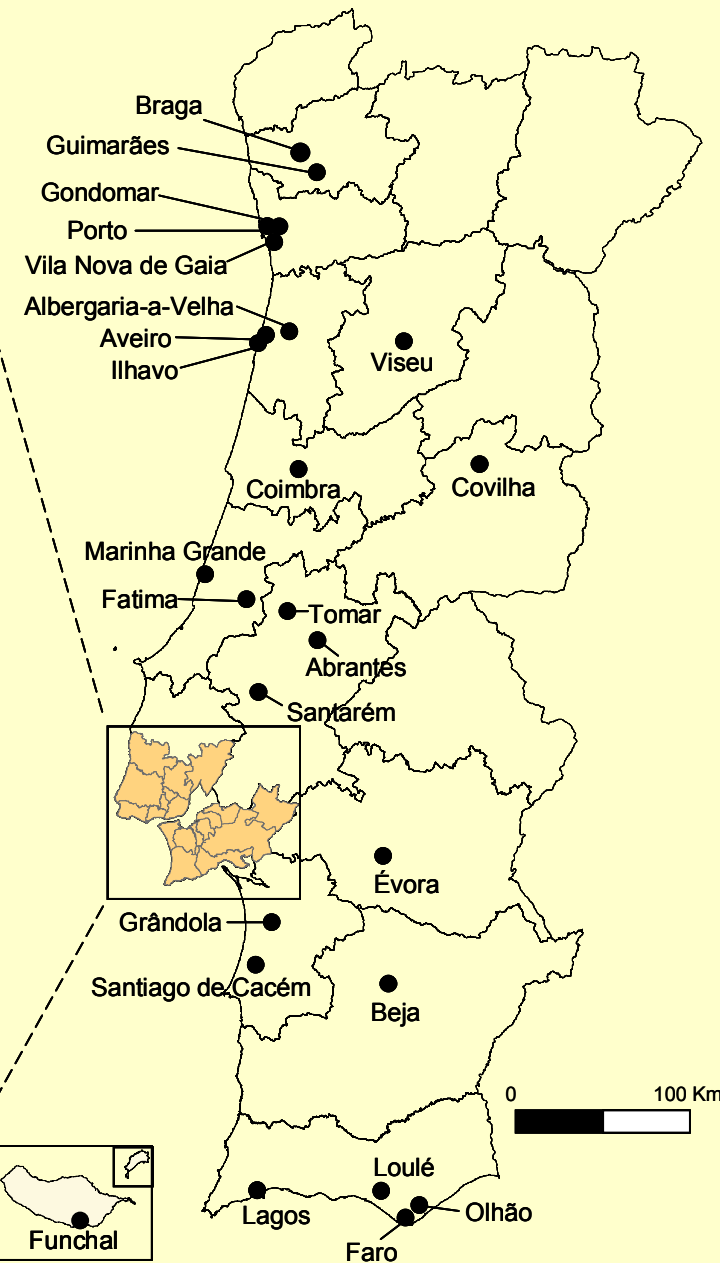 Braga
Guimarães
Gondomar
Porto
Vila Nova de Gaia
Albergaria-a-Velha
Aveiro
Ilhavo
Viseu
Coimbra
Covilha
Marinha Grande
Fatima
Tomar
Abrantes
Santarém
Évora
Grândola
Santiago de Cacém
Beja
0 100 Km
Loulé
Lagos
Olhão
Faro
Funchal